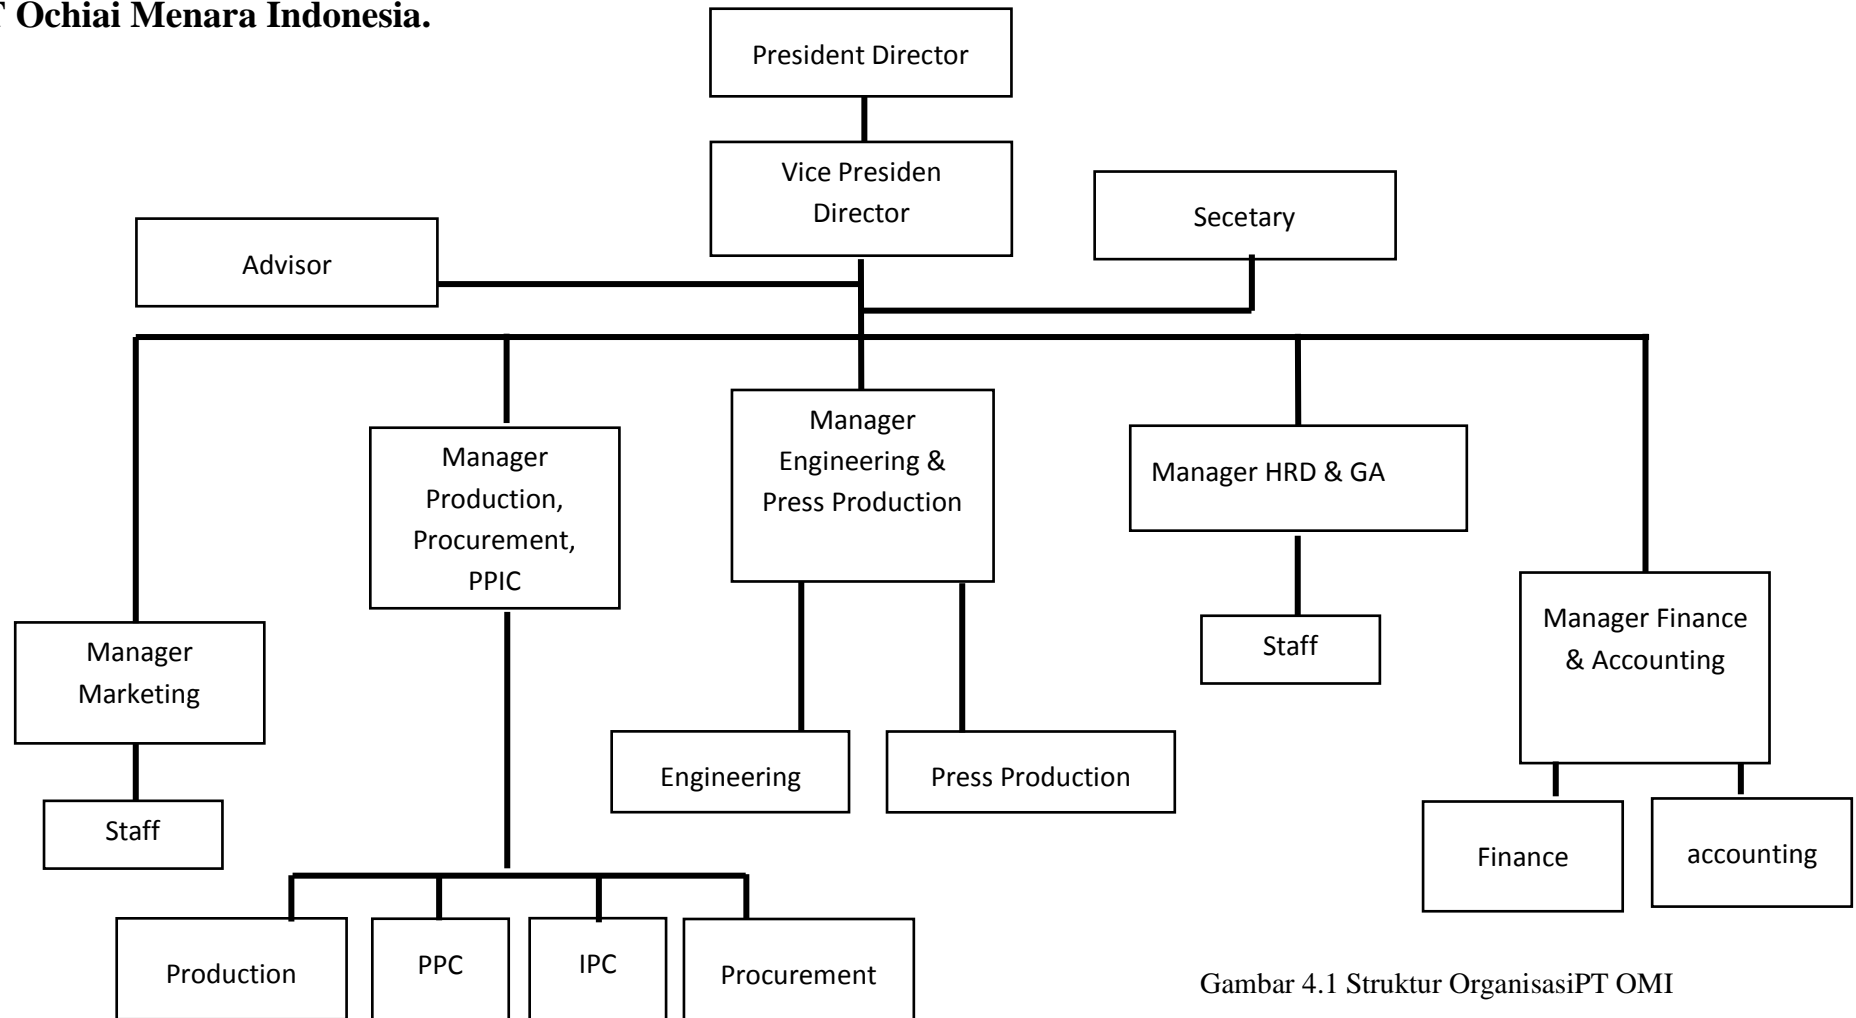 Ochiai Menara Indonesia.
President Director
Vice Presiden
Director
Secetary
Advisor
Manager
Engineering &
Press Production
Manager
Production,
Procurement,
PPIC
Manager HRD & GA
Manager Finance
& Accounting
Manager
Marketing
Staff
Engineering
Press Production
Staff
Finance
accounting
Production
PPC
IPC
Procurement
Gambar 4.1 Struktur OrganisasiPT OMI